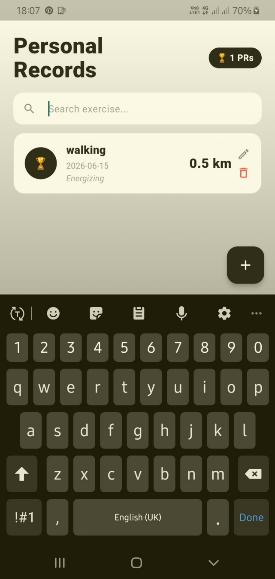 18:07
70%
Personal
Records
🏆 1 PRs
Search exercise...
walking
2026-06-15
Energizing
0.5 km
+
1 2 3 4 5 6 7 8 9 0
q w e r t y u i o p
a s d f g h j k l
z x c v b n m
!#1 , English (UK) . Done